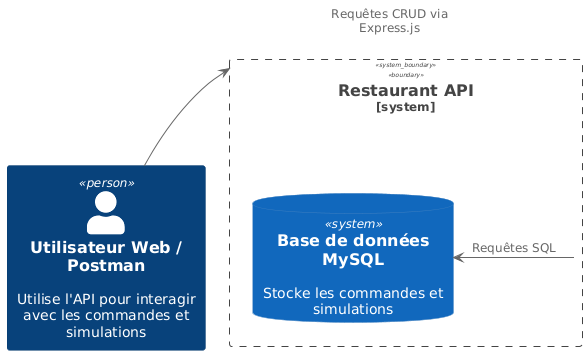 Requêtes CRUD via
Express.js
«system_boundary»
«boundary»
Restaurant API
[system]
«person»
Utilisateur Web /
Postman
Utilise l'API pour interagir
avec les commandes et
simulations
«system»
Base de données
MySQL
Stocke les commandes et
simulations
Requêtes SQL